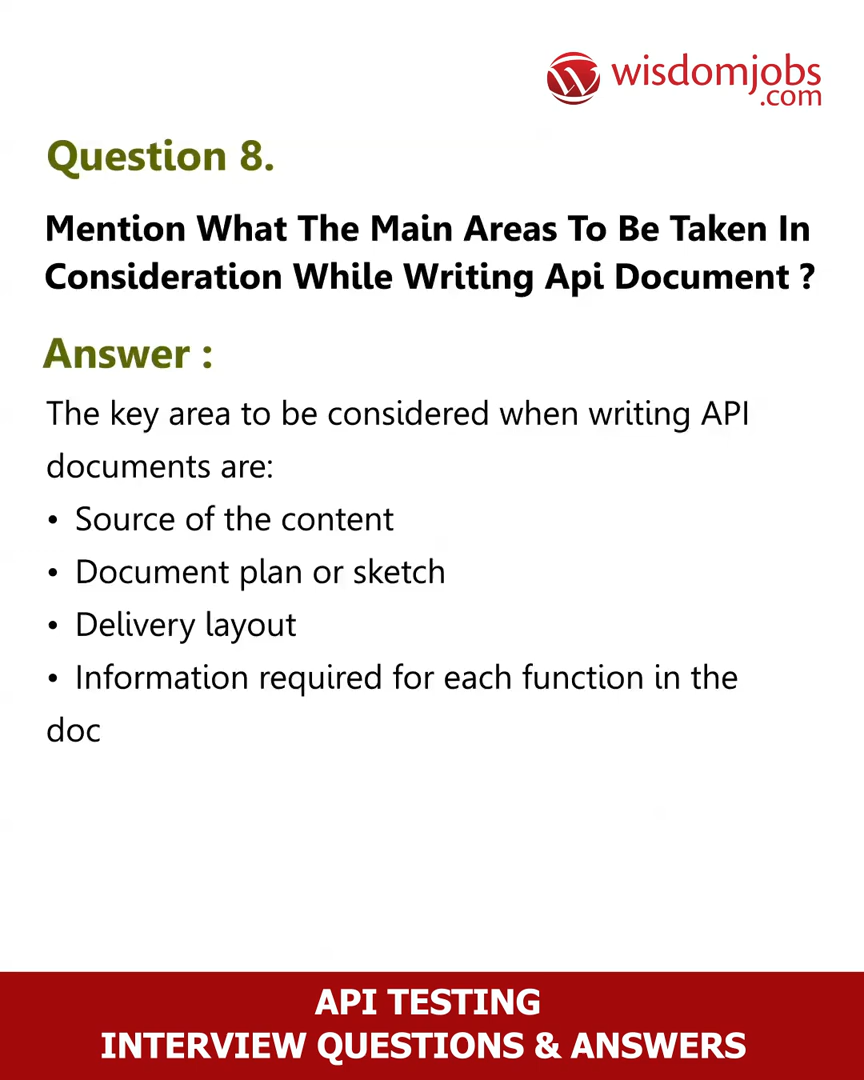 wisdomjobs
.com
Question 8.
Mention What The Main Areas To Be Taken In
Consideration While Writing Api Document ?
Answer :
The key area to be considered when writing API
documents are:
• Source of the content
• Document plan or sketch
• Delivery layout
• Information required for each function in the
doc
API TESTING
INTERVIEW QUESTIONS & ANSWERS